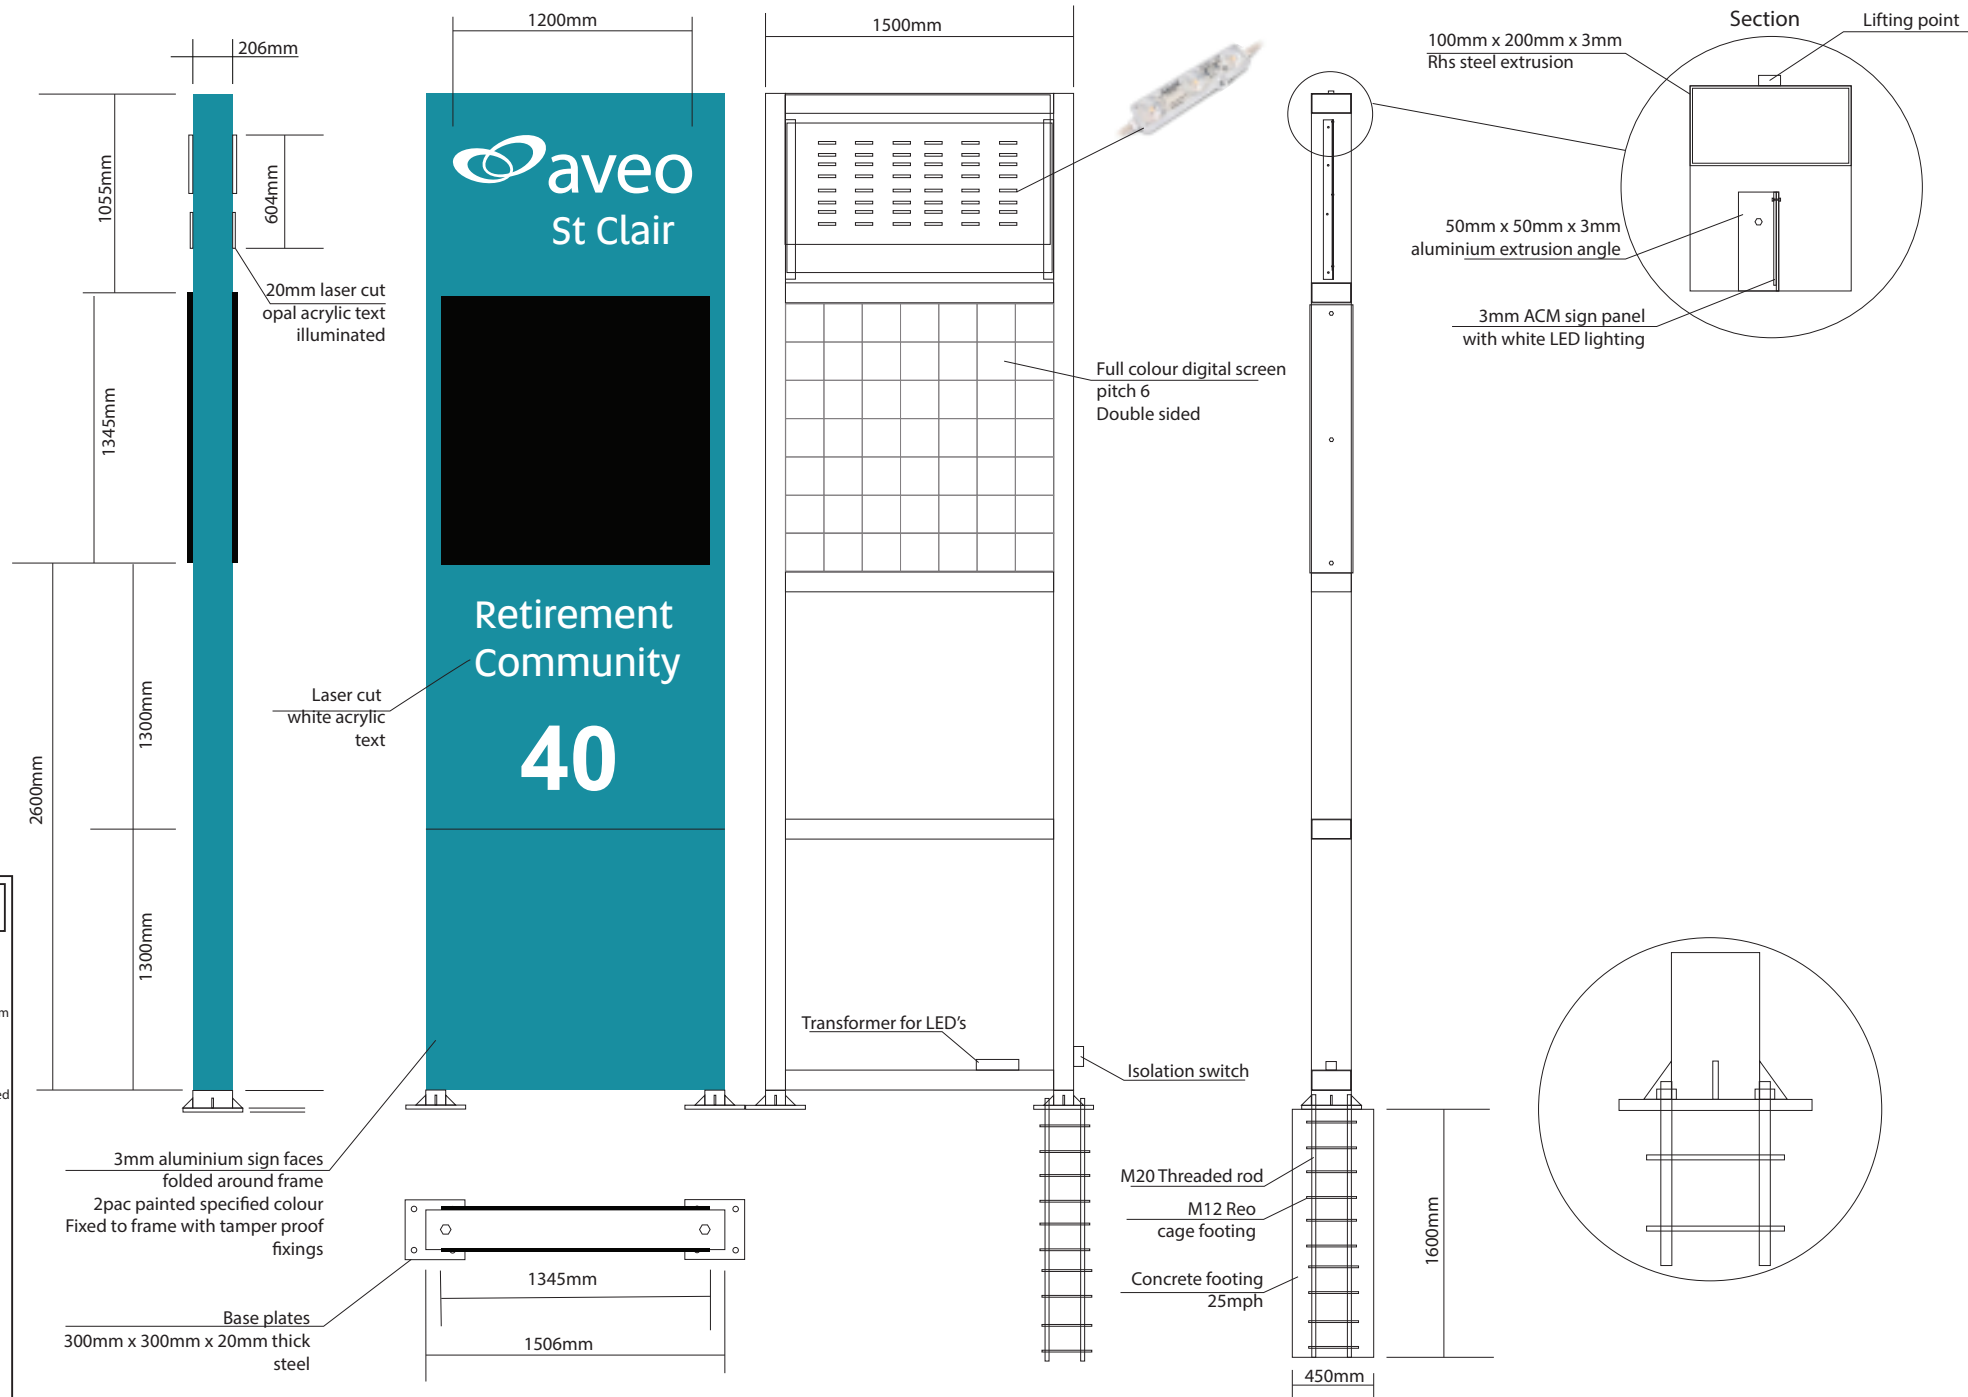 1200mm
1500mm
206mm
Section
Lifting point
100mm x 200mm x 3mm
Rhs steel extrusion
1055mm
604mm
aveo
St Clair
20mm laser cut
opal acrylic text
illuminated
50mm x 50mm x 3mm
aluminium extrusion angle
3mm ACM sign panel
with white LED lighting
1345mm
Full colour digital screen
pitch 6
Double sided
Retirement
Community
40
Laser cut
white acrylic
text
1300mm
2600mm
1300mm
m
ed
Transformer for LED's
Isolation switch
3mm aluminium sign faces
folded around frame
2pac painted specified colour
Fixed to frame with tamper proof
fixings
M20 Threaded rod
M12 Reo
cage footing
Concrete footing
25mph
1600mm
1345mm
Base plates
300mm x 300mm x 20mm thick
steel
1506mm
450mm